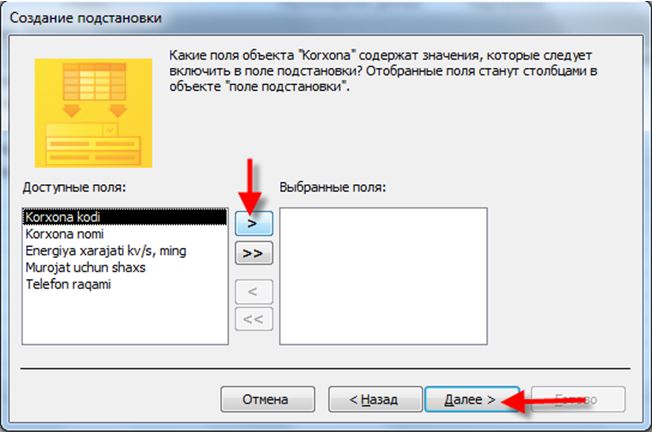 Создание подстановки
Какие поля объекта "Korxona" содержат значения, которые следует
включить в поле подстановки? Отобранные поля станут столбцами в
объекте "поле подстановки".
Доступные поля:
Выбранные поля:
Korxona kodi
Korxona nomi
Energiya xarajati kv/s, ming
Murojat uchun shaxs
Telefon raqami
>
>>
<
<<
Отмена
< Назад
Далее >
Готово